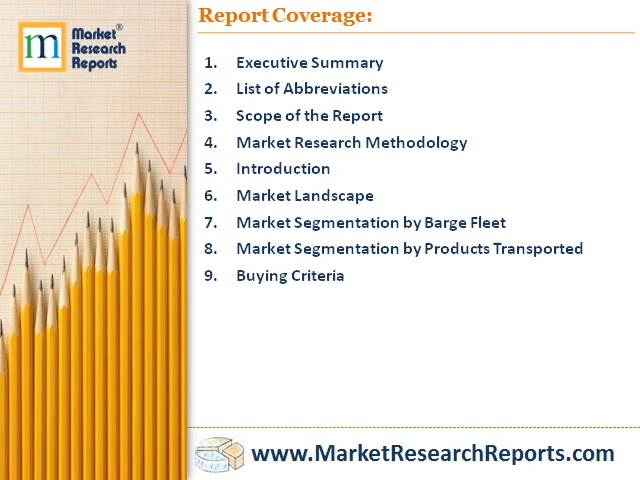 m
Market®
Research
Reports
Report Coverage:
1. Executive Summary
2. List of Abbreviations
3. Scope of the Report
4. Market Research Methodology
5. Introduction
6. Market Landscape
7. Market Segmentation by Barge Fleet
8. Market Segmentation by Products Transported
9. Buying Criteria
www.MarketResearchReports.com